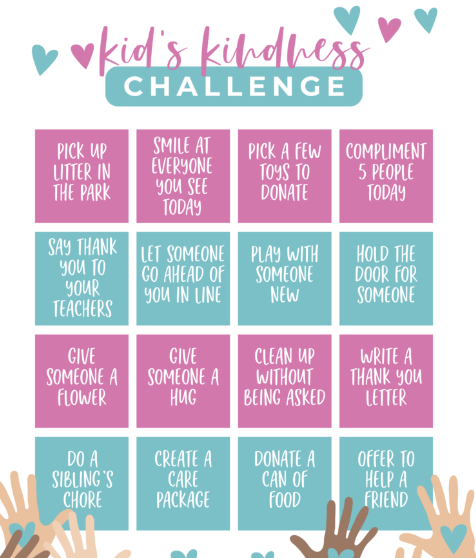 kid's kindness
CHALLENGE
PICK UP
LITTER IN
THE PARK
SMILE AT
EVERYONE
YOU SEE
TODAY
PICK A FEW
TOYS TO
DONATE
COMPLIMENT
5 PEOPLE
TODAY
SAY THANK
YOU TO
YOUR
TEACHERS
LET SOMEONE
GO AHEAD OF
YOU IN LINE
PLAY WITH
SOMEONE
NEW
HOLD THE
DOOR FOR
SOMEONE
GIVE
SOMEONE A
FLOWER
GIVE
SOMEONE A
HUG
CLEAN UP
WITHOUT
BEING ASKED
WRITE A
THANK YOU
LETTER
DO A
SIBLING'S
CHORE
CREATE A
CARE
PACKAGE
DONATE A
CAN OF
FOOD
OFFER TO
HELP A
FRIEND